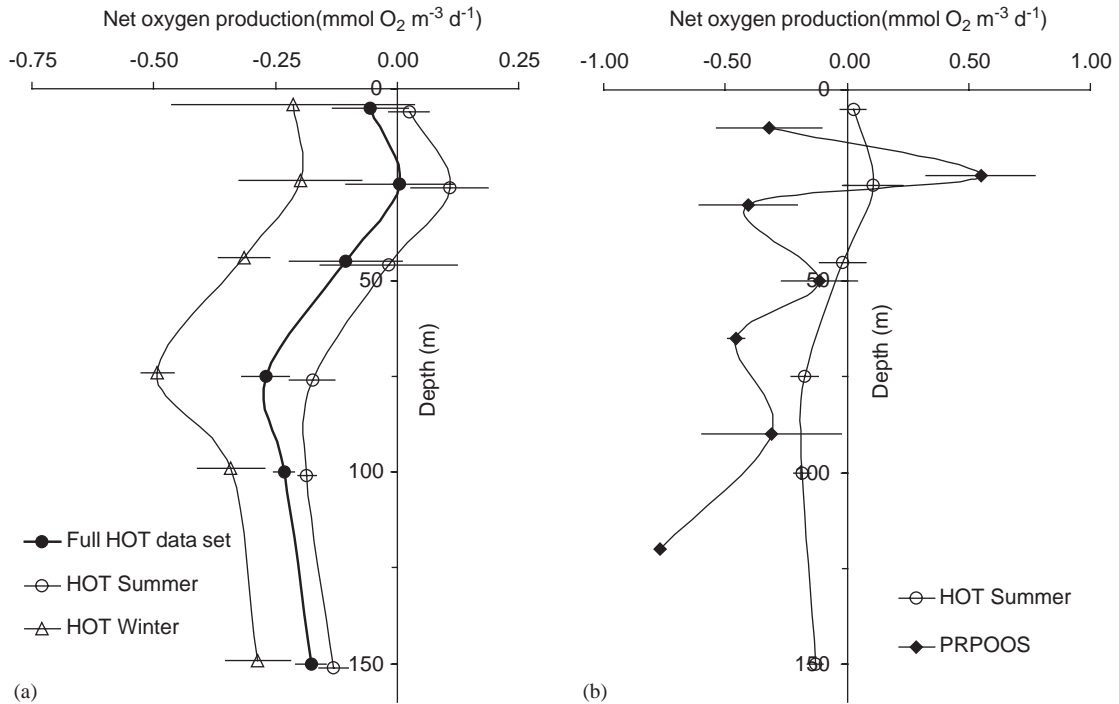 Net oxygen production(mmol O₂ m⁻³ d⁻¹)
-0.75 -0.50 -0.25 0.00 0.25
0
50
Depth (m)
100
150
Full HOT data set
HOT Summer
HOT Winter
(a)
Net oxygen production(mmol O₂ m⁻³ d⁻¹)
-1.00 -0.50 0.00 0.50 1.00
0
50
Depth (m)
100
150
HOT Summer
PRPOOS
(b)